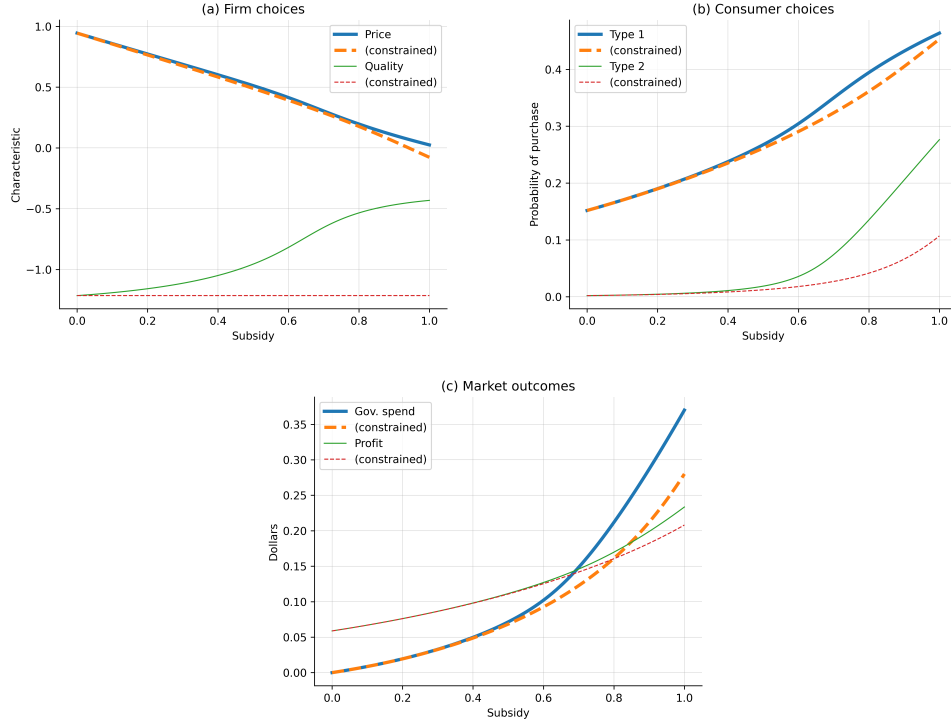 (a) Firm choices
Price
(constrained)
Quality
(constrained)
1.0
0.5
0.0
−0.5
−1.0
Characteristic
0.0 0.2 0.4 0.6 0.8 1.0
Subsidy
(b) Consumer choices
Type 1
(constrained)
Type 2
(constrained)
0.4
0.3
0.2
0.1
0.0
Probability of purchase
0.0 0.2 0.4 0.6 0.8 1.0
Subsidy
(c) Market outcomes
Gov. spend
(constrained)
Profit
(constrained)
0.35
0.30
0.25
0.20
0.15
0.10
0.05
0.00
Dollars
0.0 0.2 0.4 0.6 0.8 1.0
Subsidy